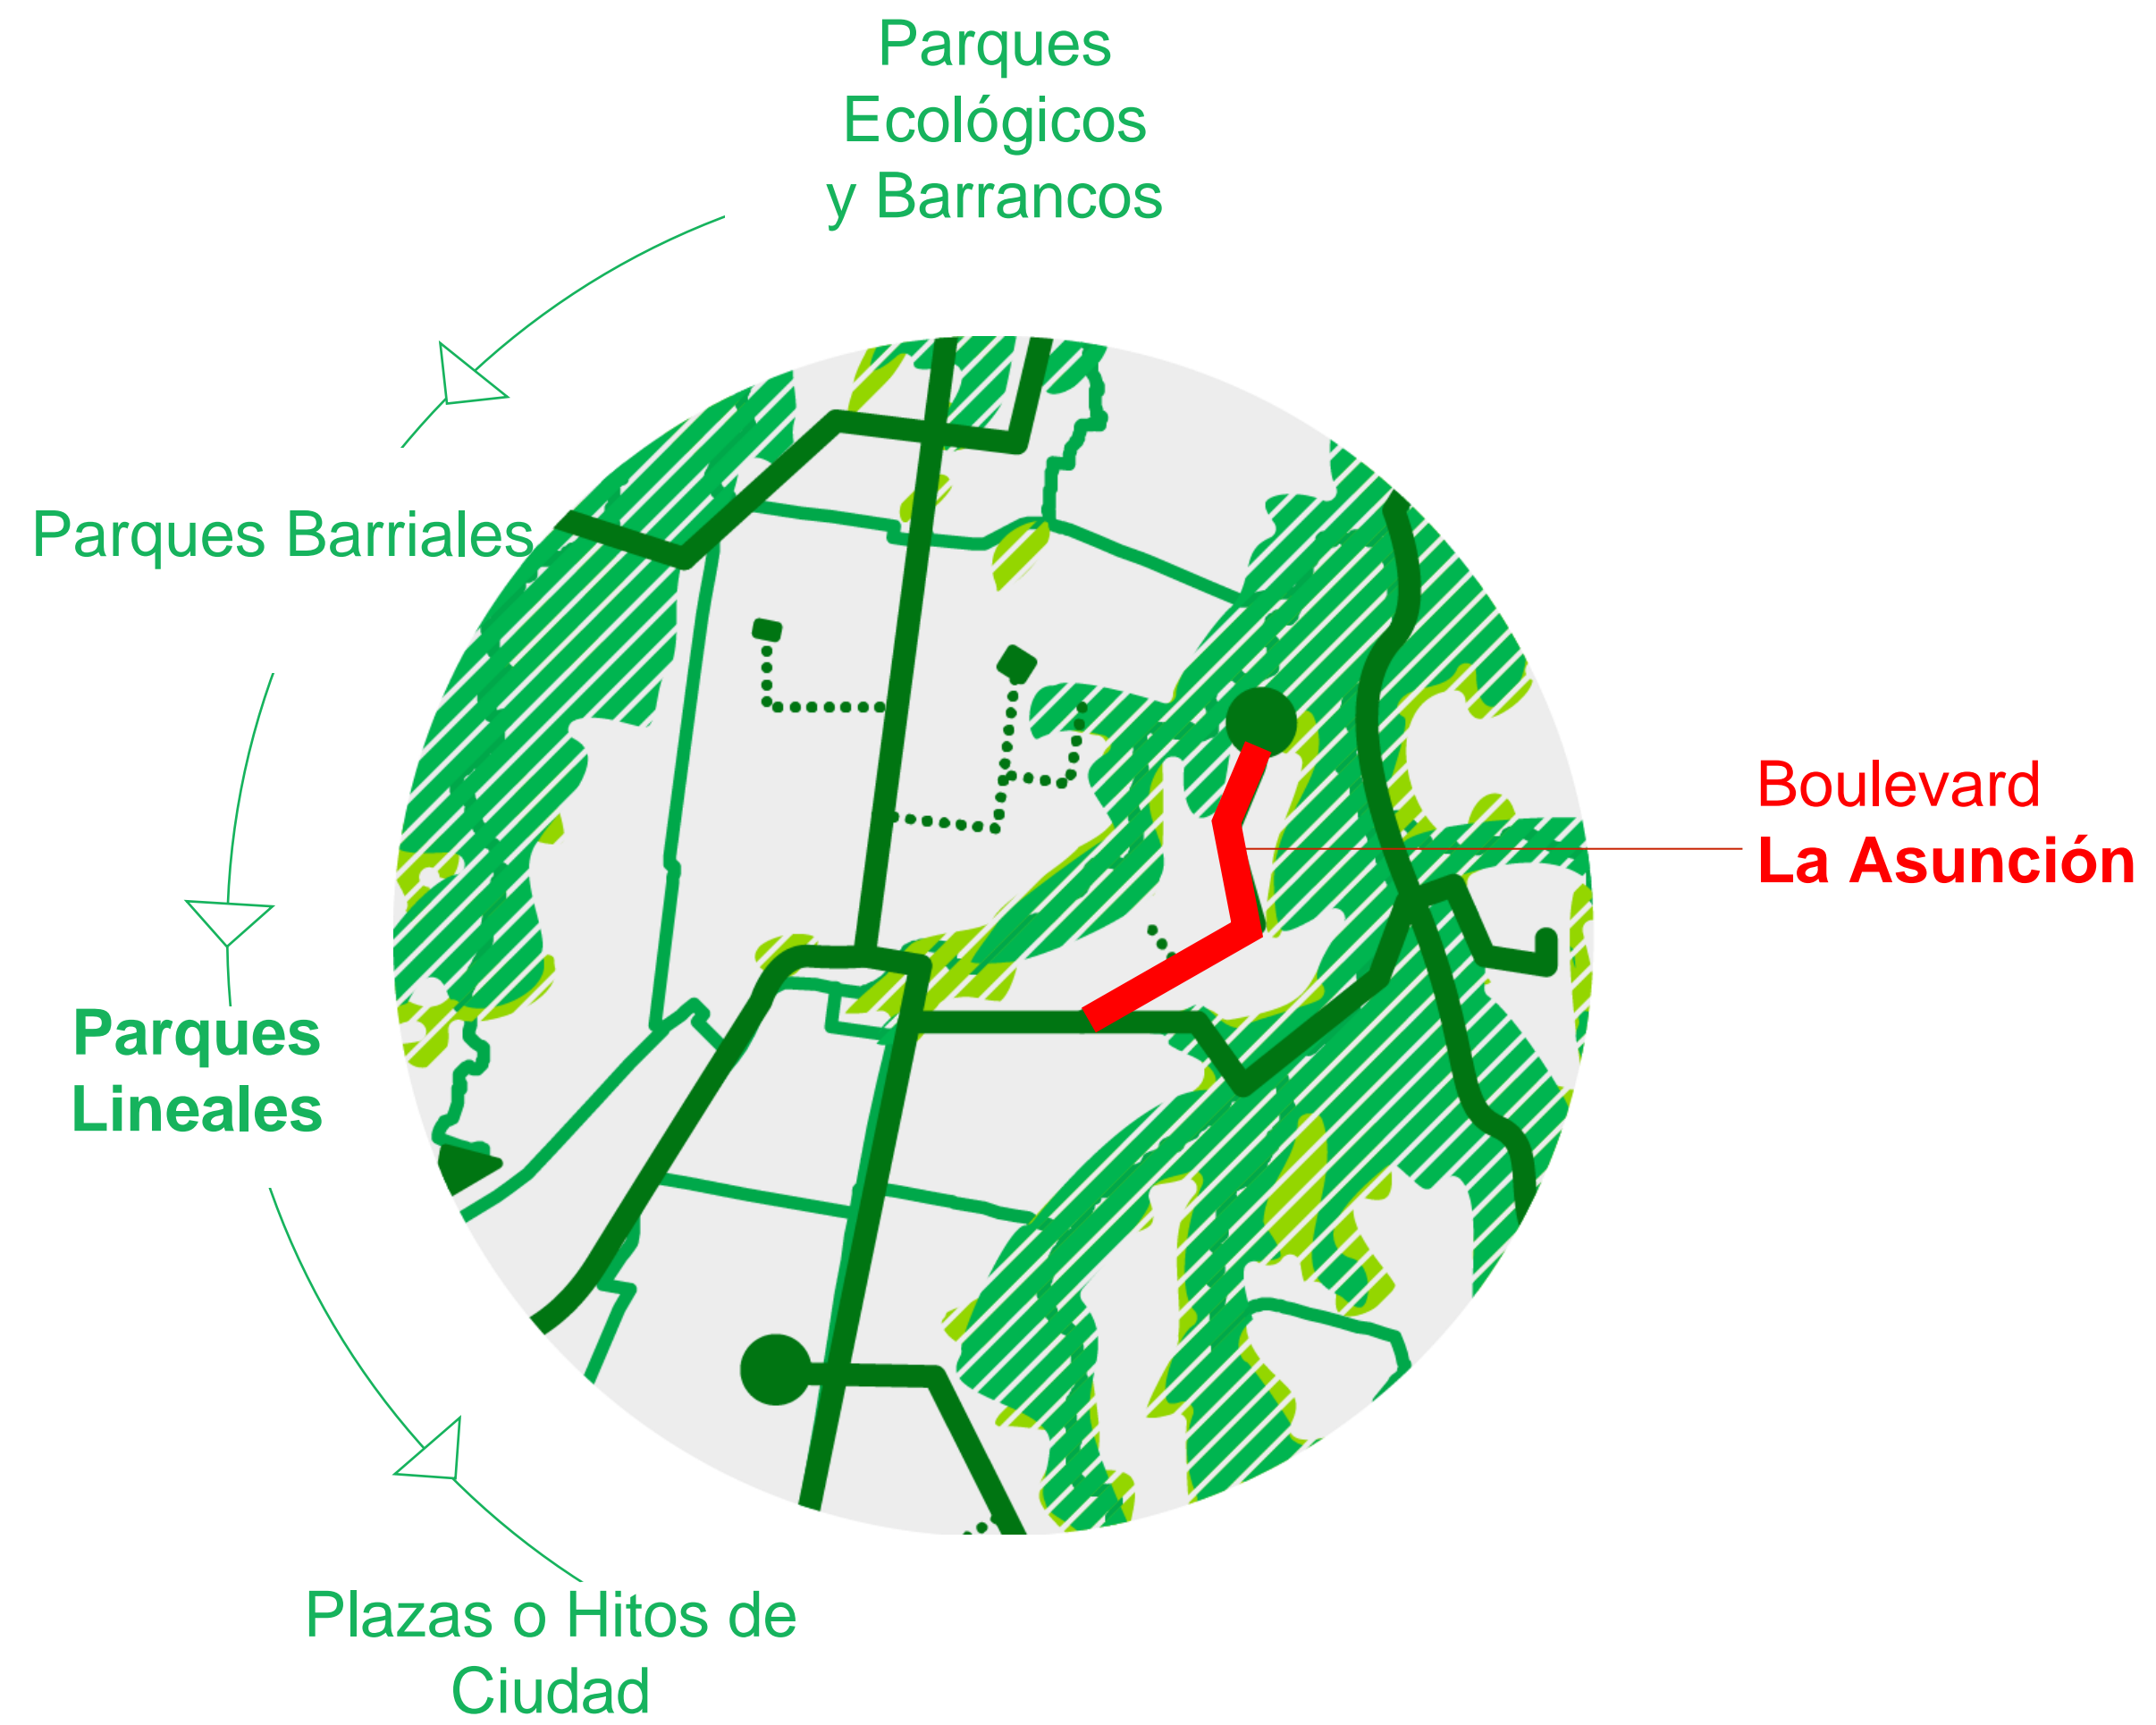 Parques
Ecológicos
y Barrancos
Parques Barriales
Boulevard
La Asunción
Parques
Lineales
Plazas o Hitos de
Ciudad